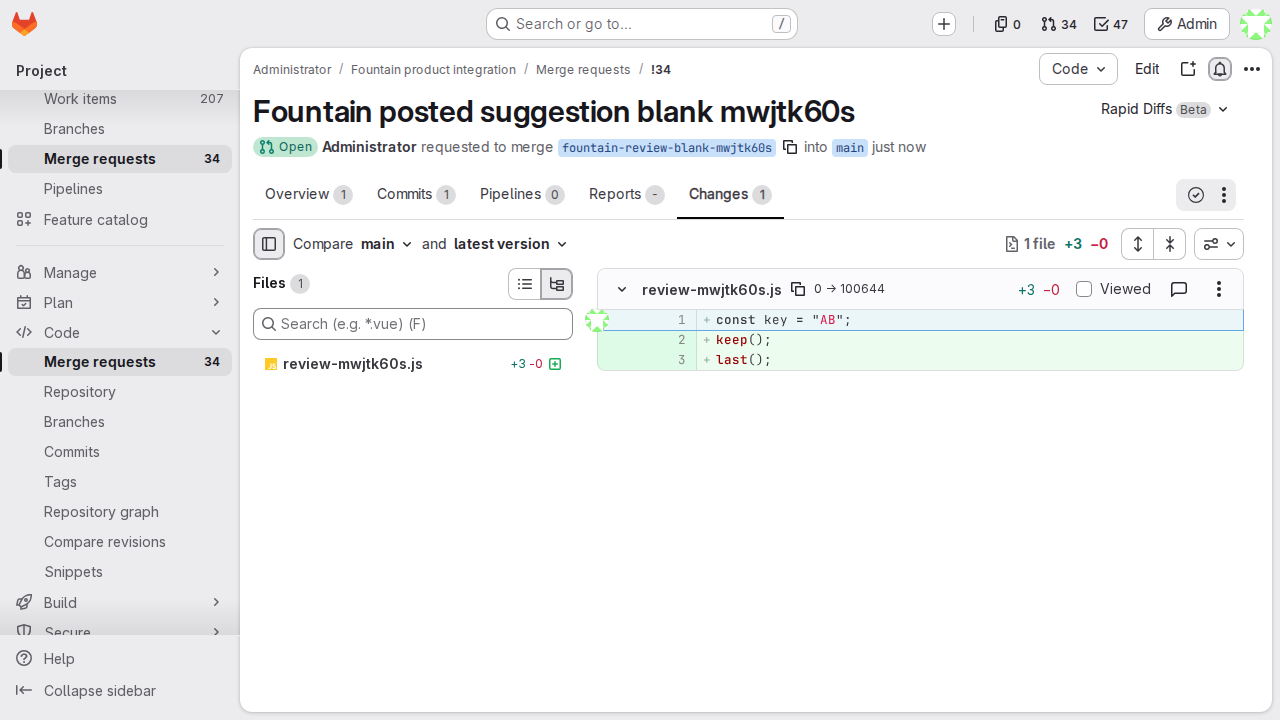 Search or go to...
/
0
34
47
Admin
Project
Work items 207
Branches
Merge requests 34
Pipelines
Feature catalog
Manage
Plan
Code
Merge requests 34
Repository
Branches
Commits
Tags
Repository graph
Compare revisions
Snippets
Build
Secure
Help
Collapse sidebar
Administrator / Fountain product integration / Merge requests / !34
Code
Edit
Fountain posted suggestion blank mwjtk60s
Rapid Diffs Beta
Open Administrator requested to merge fountain-review-blank-mwjtk60s into main just now
Overview 1
Commits 1
Pipelines 0
Reports -
Changes 1
Compare main and latest version
1 file +3 −0
Files 1
Search (e.g. *.vue) (F)
review-mwjtk60s.js +3 -0
review-mwjtk60s.js 0 → 100644 +3 −0 Viewed
1 + const key = "AB";
2 + keep();
3 + last();